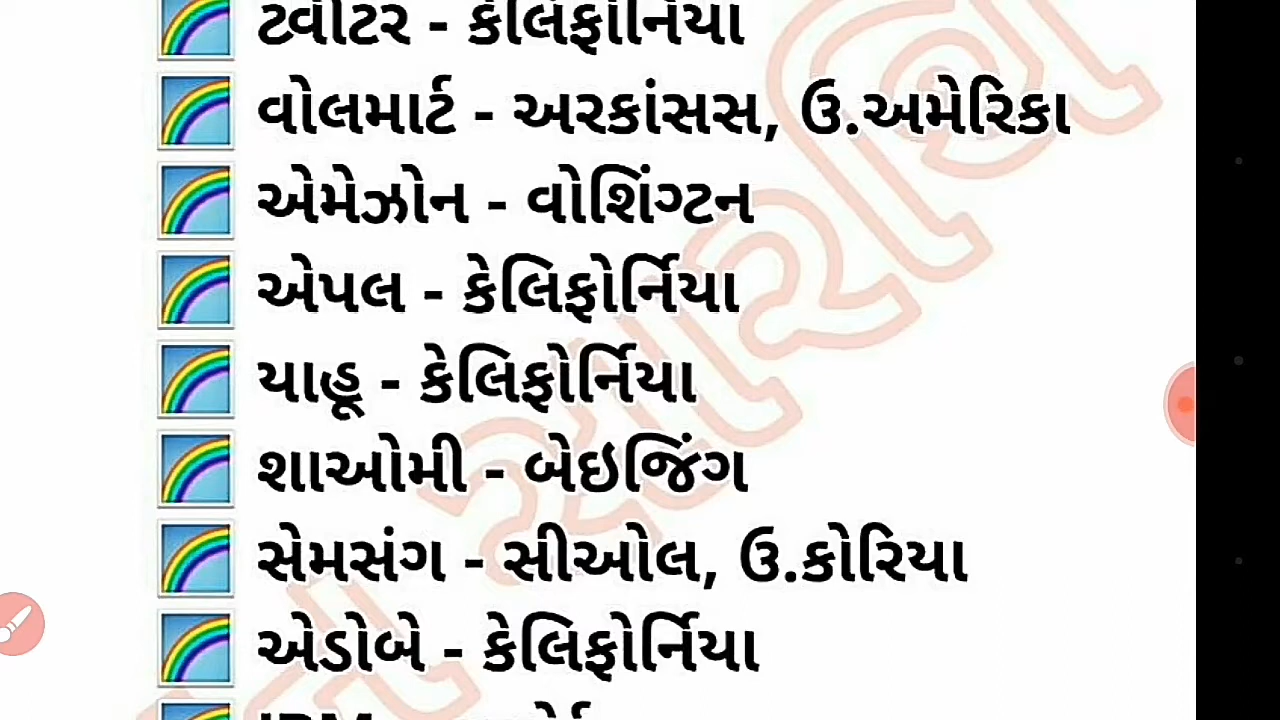 ટ્વીટર - કેલિફોર્નિયા
વોલમાર્ટ - અરકાંસસ, ઉ.અમેરિકા
એમેઝોન - વોશિંગ્ટન
એપલ - કેલિફોર્નિયા
યાહૂ - કેલિફોર્નિયા
શાઓમી - બેઇજિંગ
સેમસંગ - સીઓલ, ઉ.કોરિયા
એડોબે - કેલિફોર્નિયા